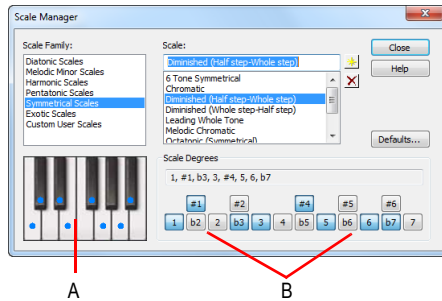 Scale Manager
Scale Family:
Diatonic Scales
Melodic Minor Scales
Harmonic Scales
Pentatonic Scales
Symmetrical Scales
Exotic Scales
Custom User Scales
Scale:
Diminished (Half step-Whole step)
6 Tone Symmetrical
Chromatic
Diminished (Half step-Whole step)
Diminished (Whole step-Half step)
Leading Whole Tone
Melodic Chromatic
Octatonic (Symmetrical)
Close
Help
Defaults...
Scale Degrees
1, #1, b3, 3, #4, 5, 6, b7
#1 #2 #4 #5 #6
1 b2 2 b3 3 4 b5 5 b6 6 b7 7
A B